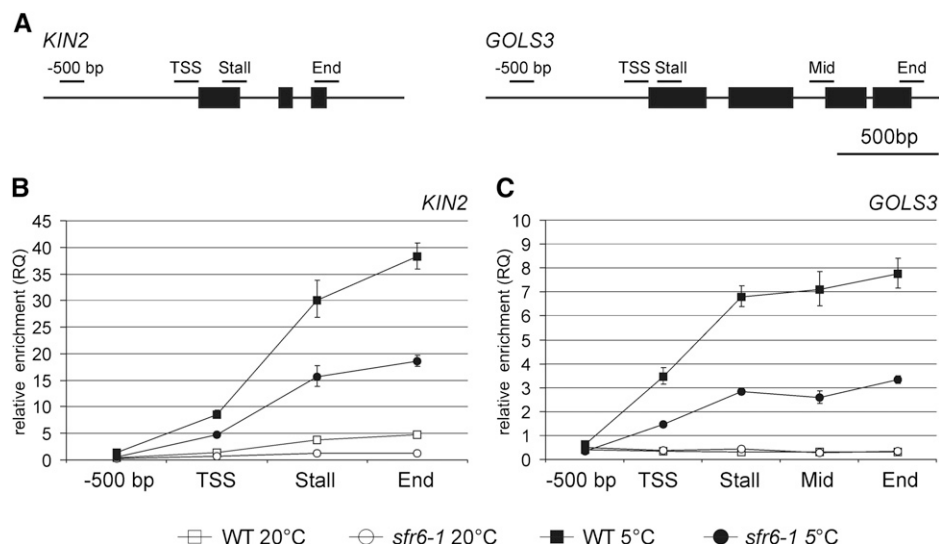 A
KIN2
-500 bp TSS Stall End
GOLS3
-500 bp TSS Stall Mid End
500bp
B
KIN2
relative enrichment (RQ)
45
40
35
30
25
20
15
10
5
0
-500 bp TSS Stall End
C
GOLS3
relative enrichment (RQ)
10
9
8
7
6
5
4
3
2
1
0
-500 bp TSS Stall Mid End
WT 20°C sfr6-1 20°C WT 5°C sfr6-1 5°C